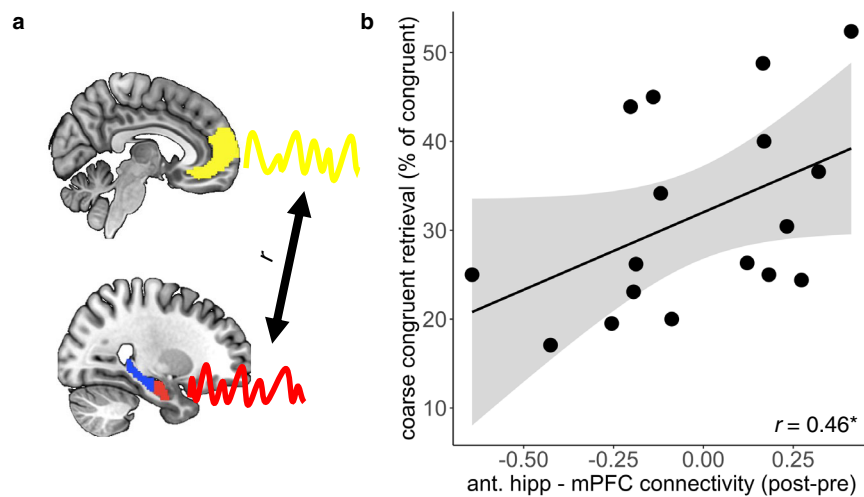 a
r
b
coarse congruent retrieval (% of congruent)
50
40
30
20
10
r = 0.46*
-0.50
-0.25
0.00
0.25
ant. hipp - mPFC connectivity (post-pre)